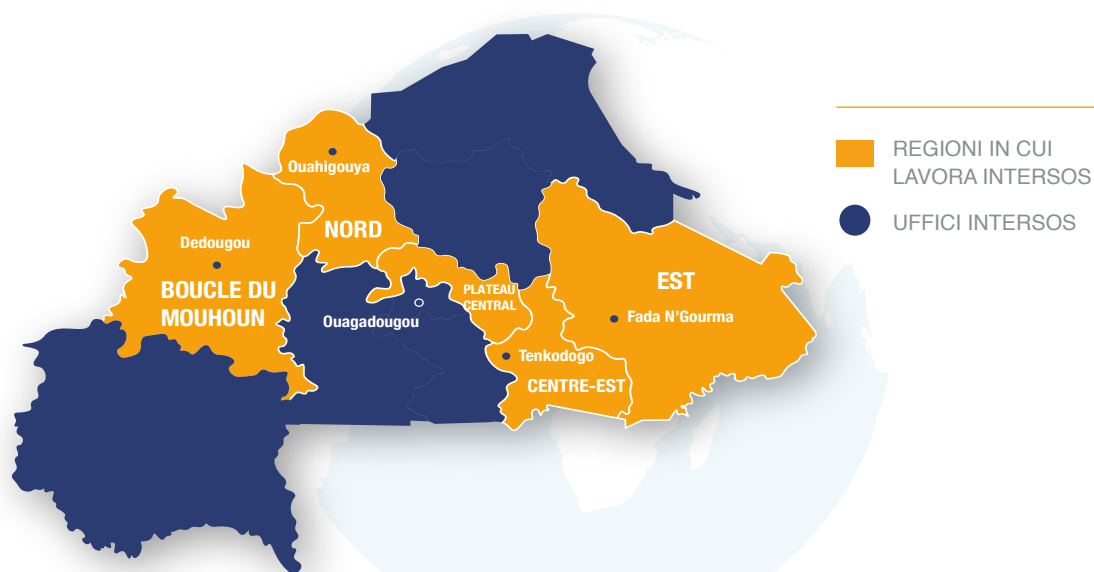 Ouahigouya
NORD
Dedougou
BOUCLE DU
MOUHOUN
Ouagadougou
PLATEAU
CENTRAL
EST
Fada N'Gourma
Tenkodogo
CENTRE-EST
REGIONI IN CUI
LAVORA INTERSOS
UFFICI INTERSOS